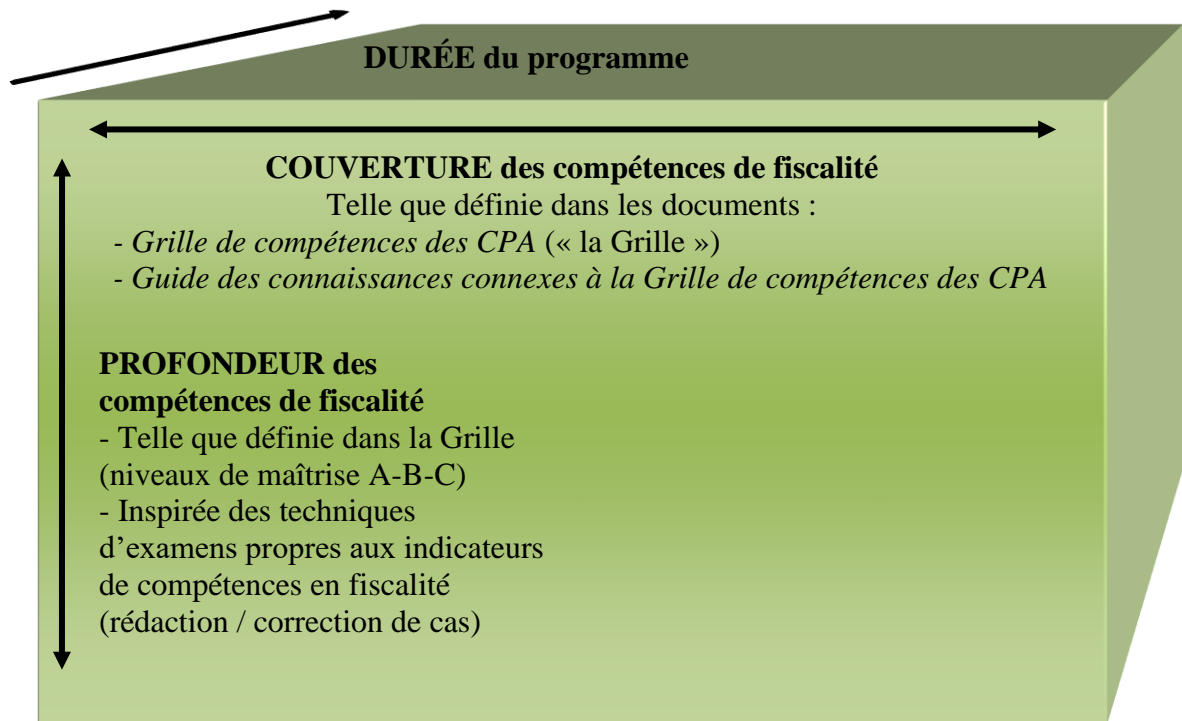 DURÉE du programme
COUVERTURE des compétences de fiscalité
Telle que définie dans les documents :
- Grille de compétences des CPA (« la Grille »)
- Guide des connaissances connexes à la Grille de compétences des CPA
PROFONDEUR des
compétences de fiscalité
- Telle que définie dans la Grille
(niveaux de maîtrise A-B-C)
- Inspirée des techniques
d’examens propres aux indicateurs
de compétences en fiscalité
(rédaction / correction de cas)